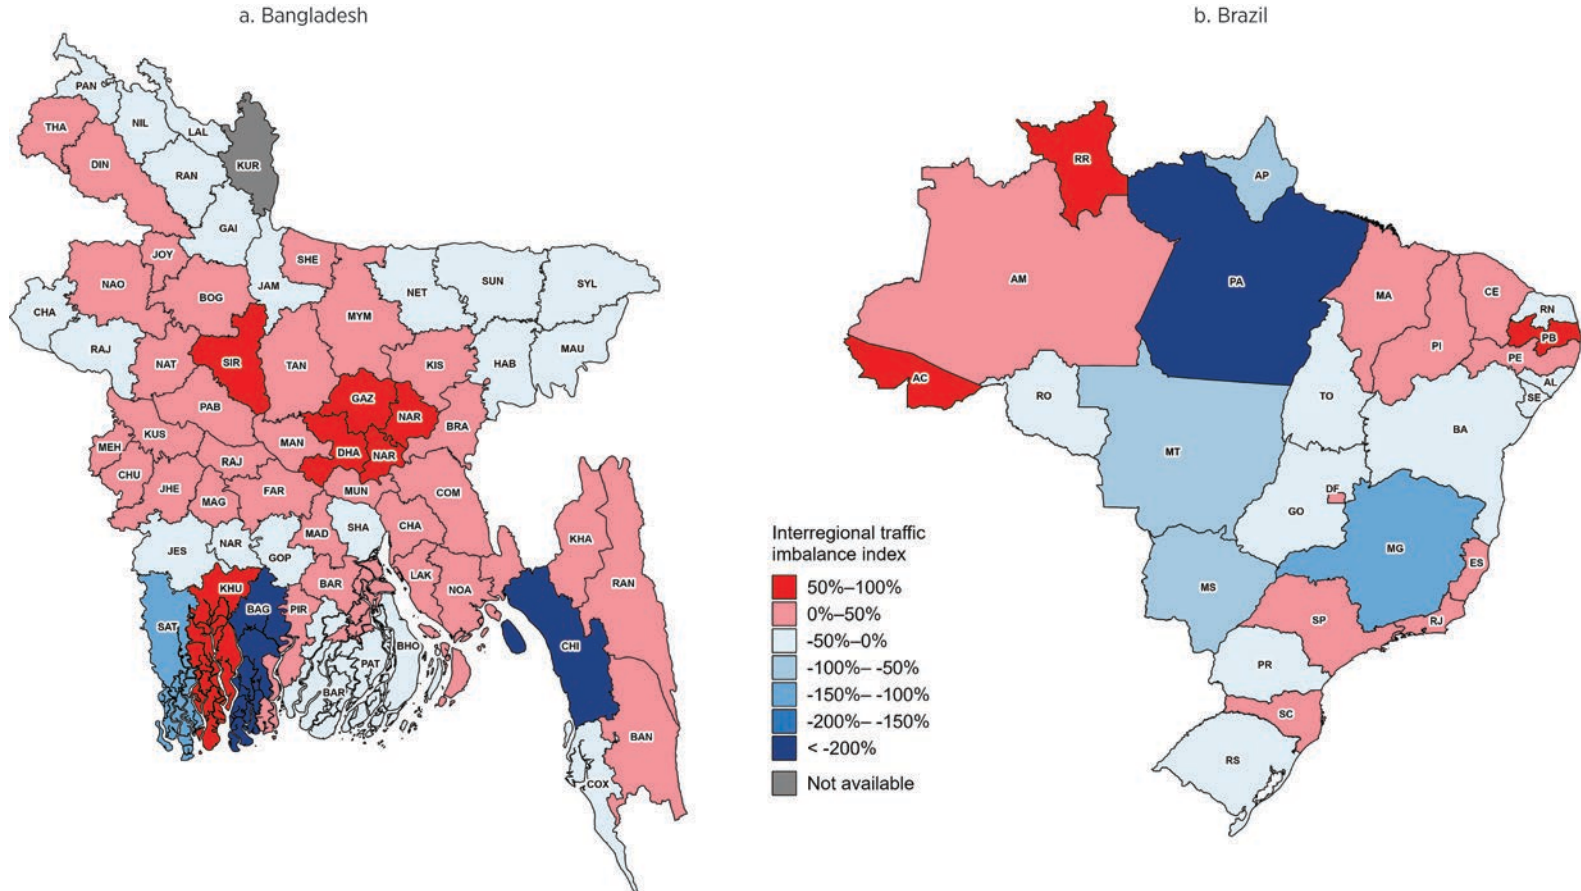 a. Bangladesh
PAN
NIL
LAL
THA
DIN
RAN
KUR
GAI
JOY
SHE
NAO
BOG
JAM
NET
SUN
SYL
CHA
RAJ
MYM
NAT
SIR
TAN
KIS
HAB
MAU
GAZ
PAB
NAR
BRA
KUS
MEH
MAN
DHA
NAR
RAJ
CHU
JHE
MAG
FAR
MUN
COM
JES
NAR
GOP
MAD
SHA
CHA
KHA
KHU
BAG
PIR
BAR
LAK
NOA
RAN
SAT
PAT
BHO
CHI
BAR
BAN
COX
Interregional traffic
imbalance index
50%–100%
0%–50%
-50%–0%
-100%– -50%
-150%– -100%
-200%– -150%
< -200%
Not available
b. Brazil
RR
AP
AM
PA
MA
CE
RN
PB
PI
PE
AC
RO
TO
AL
SE
BA
MT
DF
GO
MG
MS
ES
SP
RJ
PR
SC
RS